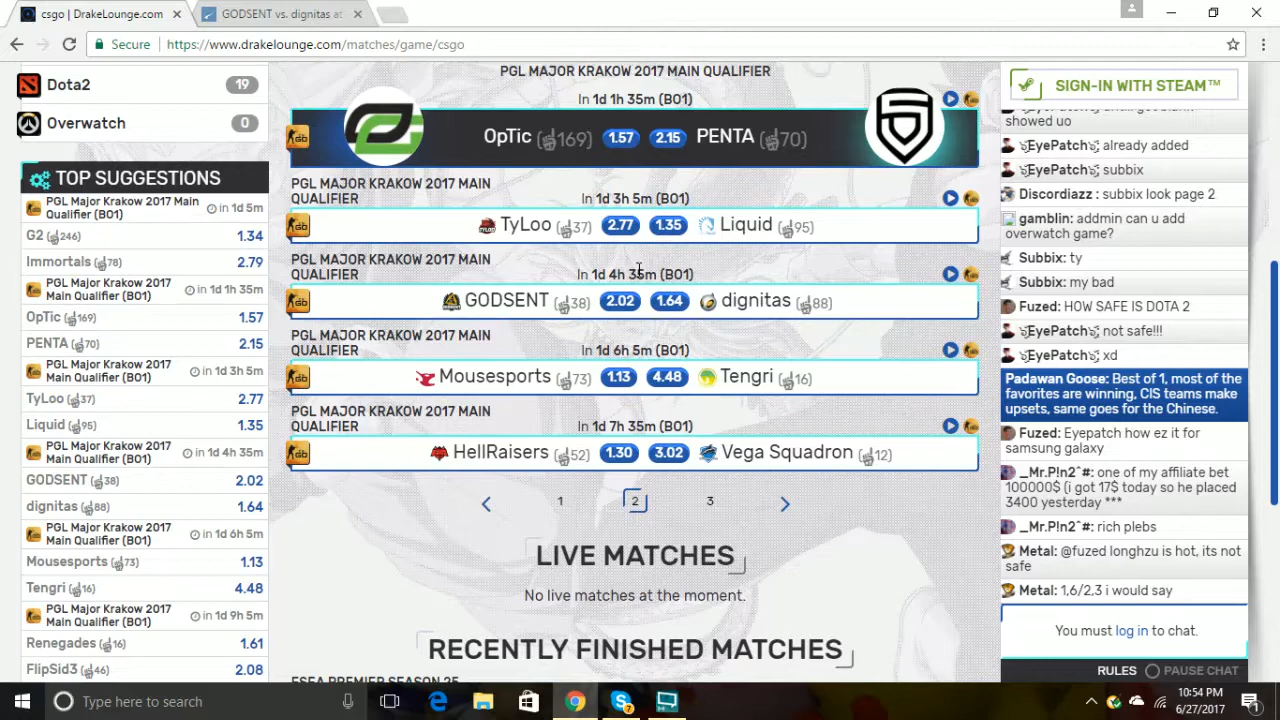 csgo | DrakeLounge.com
GODSENT vs. dignitas at
Secure
https://www.drakelounge.com/matches/game/csgo
Dota2 19
Overwatch 0
TOP SUGGESTIONS
PGL Major Krakow 2017 Main
Qualifier (BO1)
in 1d 5m
G2 (246) 1.34
Immortals (78) 2.79
PGL Major Krakow 2017
Main Qualifier (BO1)
in 1d 1h 35m
OpTic (169) 1.57
PENTA (70) 2.15
PGL Major Krakow 2017
Main Qualifier (BO1)
in 1d 3h 5m
TyLoo (37) 2.77
Liquid (95) 1.35
PGL Major Krakow 2017
Main Qualifier (BO1)
in 1d 4h 35m
GODSENT (38) 2.02
dignitas (88) 1.64
PGL Major Krakow 2017
Main Qualifier (BO1)
in 1d 6h 5m
Mousesports (73) 1.13
Tengri (16) 4.48
PGL Major Krakow 2017
Main Qualifier (BO1)
in 1d 9h 5m
Renegades (16) 1.61
FlipSid3 (46) 2.08
PGL MAJOR KRAKOW 2017 MAIN QUALIFIER
In 1d 1h 35m (BO1)
OpTic (169) 1.57 2.15 PENTA (70)
PGL MAJOR KRAKOW 2017 MAIN
QUALIFIER
In 1d 3h 5m (BO1)
TyLoo (37) 2.77 1.35 Liquid (95)
PGL MAJOR KRAKOW 2017 MAIN
QUALIFIER
In 1d 4h 35m (BO1)
GODSENT (38) 2.02 1.64 dignitas (88)
PGL MAJOR KRAKOW 2017 MAIN
QUALIFIER
In 1d 6h 5m (BO1)
Mousesports (73) 1.13 4.48 Tengri (16)
PGL MAJOR KRAKOW 2017 MAIN
QUALIFIER
In 1d 7h 35m (BO1)
HellRaisers (52) 1.30 3.02 Vega Squadron (12)
1 2 3
LIVE MATCHES
No live matches at the moment.
RECENTLY FINISHED MATCHES
ESEA PREMIER SEASON 25
SIGN-IN WITH STEAM™
showed uo
EyePatch: already added
EyePatch: subbix
Discordiazz : subbix look page 2
gamblin: addmin can u add
overwatch game?
Subbix: ty
Subbix: my bad
Fuzed: HOW SAFE IS DOTA 2
EyePatch: not safe!!!
EyePatch: xd
Padawan Goose: Best of 1, most of the
favorites are winning, CIS teams make
upsets, same goes for the Chinese.
Fuzed: Eyepatch how ez it for
samsung galaxy
_Mr.P!n2ˆ#: one of my affiliate bet
100000$ (i got 17$ today so he placed
3400 yesterday ***
_Mr.P!n2ˆ#: rich plebs
Metal: @fuzed longhzu is hot, its not
safe
Metal: 1,6/2,3 i would say
You must log in to chat.
RULES PAUSE CHAT
Type here to search
10:54 PM
6/27/2017